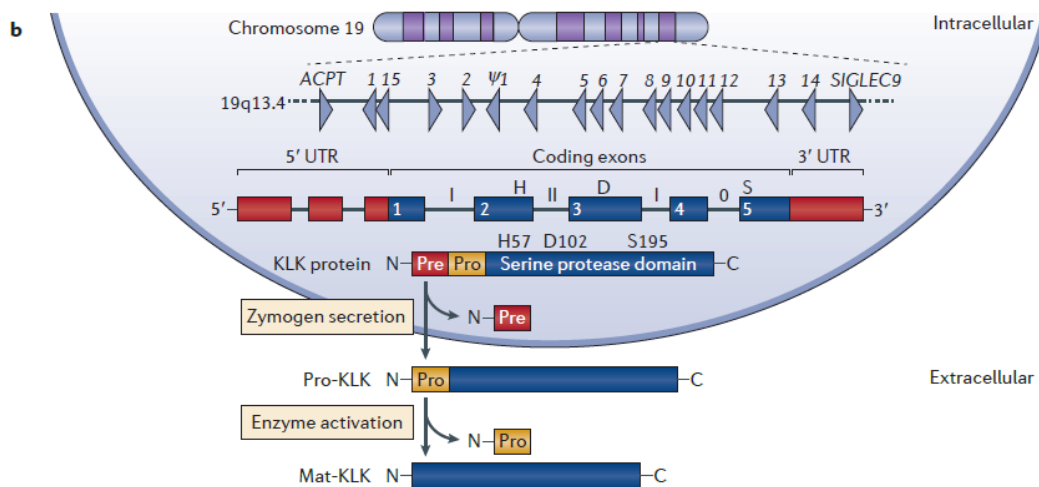 b
Intracellular
Chromosome 19
ACPT 1 15 3 2 Ψ1 4 5 6 7 8 9 10 11 12 13 14 SIGLEC9
19q13.4
5′ UTR Coding exons 3′ UTR
I H II D I 0 S
5′ 1 2 3 4 5 3′
H57 D102 S195
KLK protein N Pre Pro Serine protease domain C
Zymogen secretion N Pre
Pro-KLK N Pro C Extracellular
Enzyme activation N Pro
Mat-KLK N C